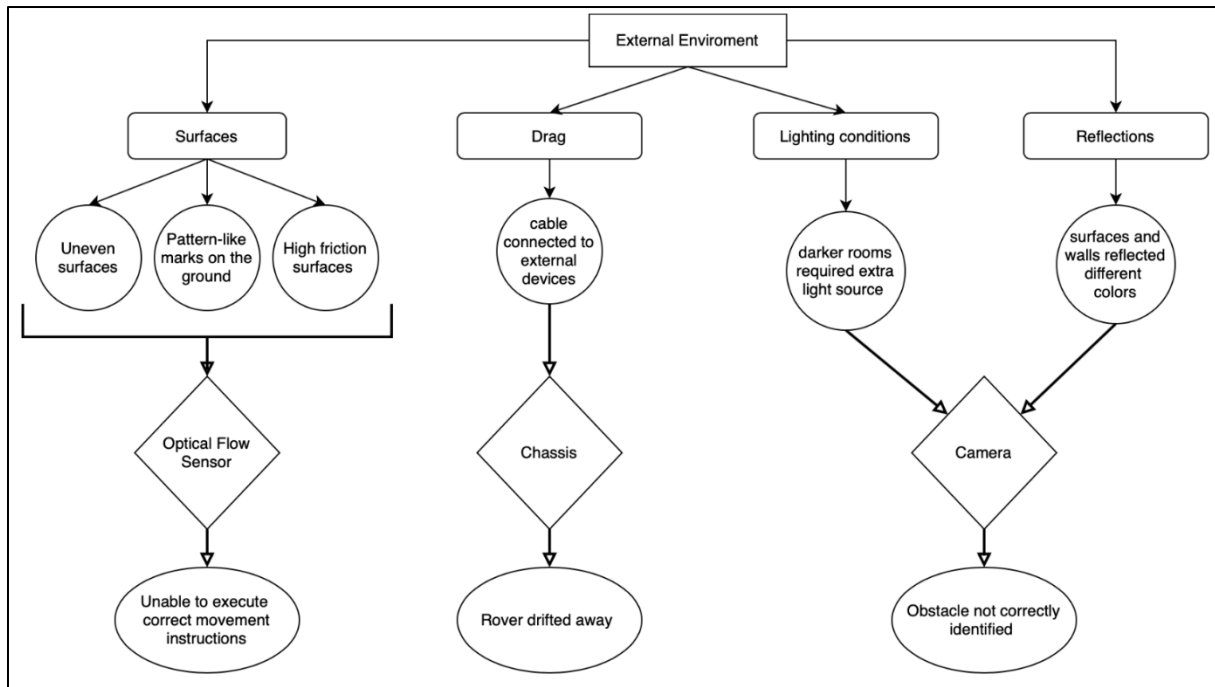 External Enviroment
Surfaces
Drag
Lighting conditions
Reflections
Uneven
surfaces
Pattern-like
marks on the
ground
High friction
surfaces
cable
connected to
external
devices
darker rooms
required extra
light source
surfaces and
walls reflected
different
colors
Optical Flow
Sensor
Chassis
Camera
Unable to execute
correct movement
instructions
Rover drifted away
Obstacle not correctly
identified